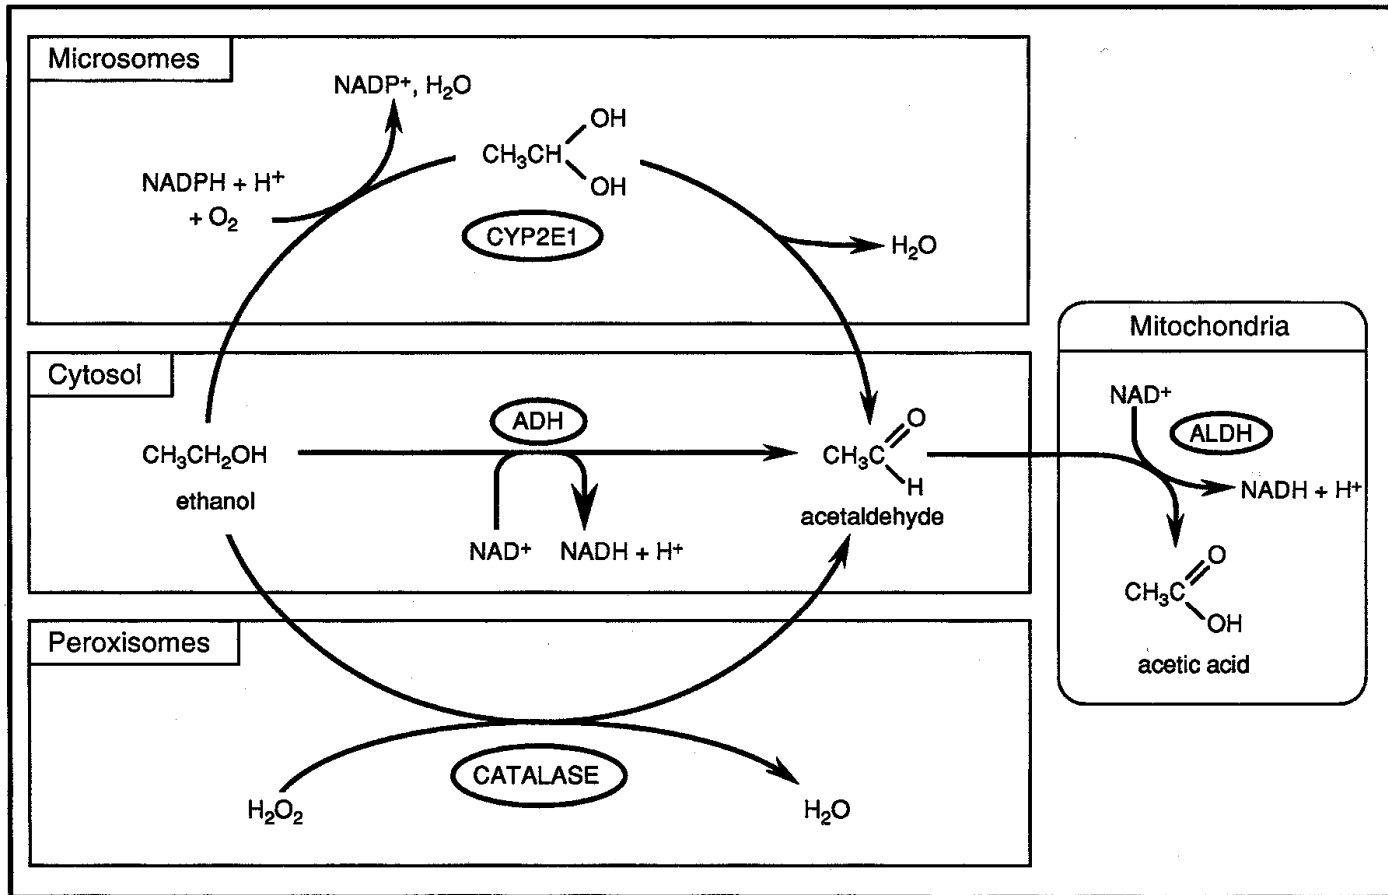 Microsomes
NADP⁺, H₂O
OH
CH₃CH
OH
NADPH + H⁺
+ O₂
CYP2E1
H₂O
Cytosol
ADH
CH₃CH₂OH
ethanol
NAD⁺
NADH + H⁺
O
CH₃C
H
acetaldehyde
Mitochondria
NAD⁺
ALDH
NADH + H⁺
O
CH₃C
OH
acetic acid
Peroxisomes
CATALASE
H₂O₂
H₂O